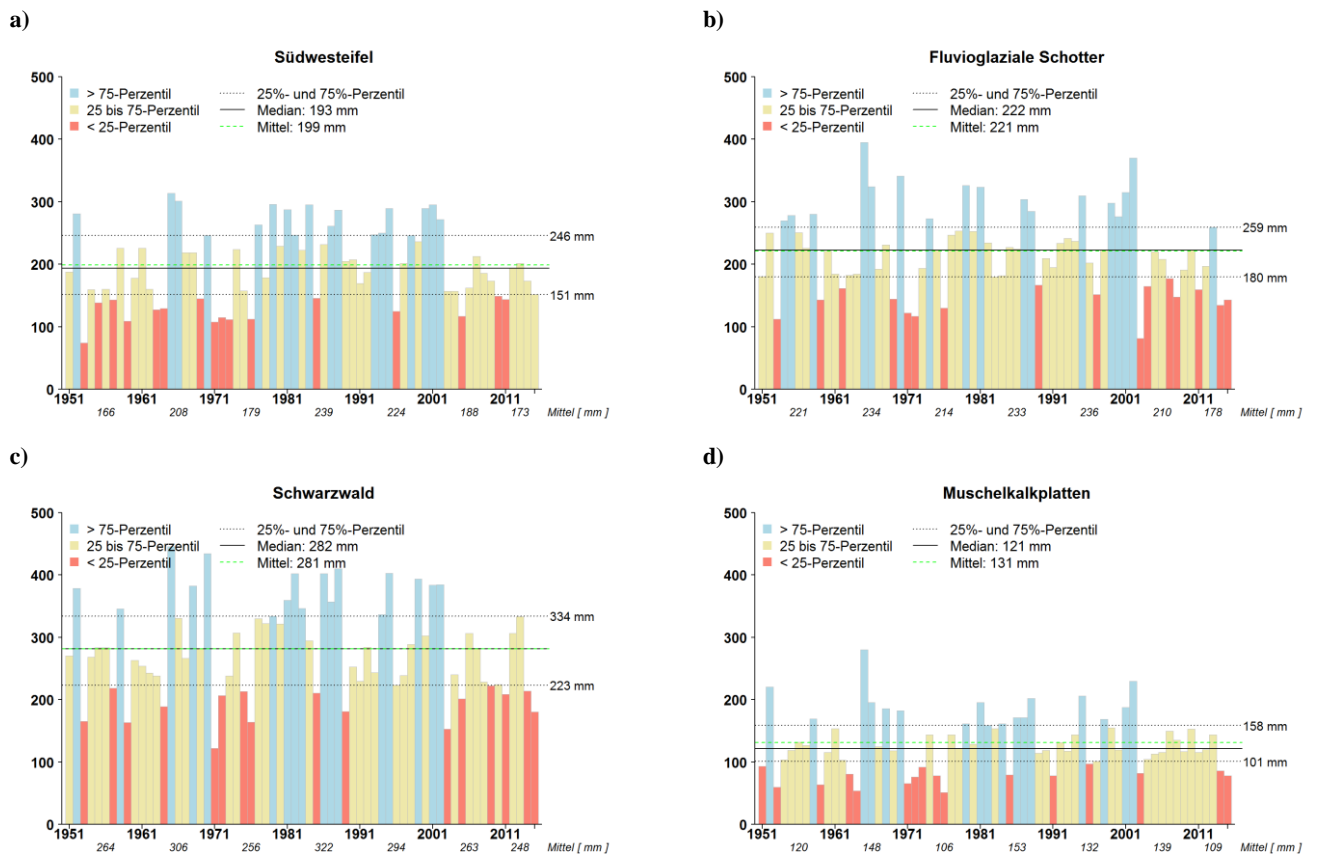 a)
Südwesteifel
500
400
300
200
100
0
> 75-Perzentil
25 bis 75-Perzentil
< 25-Perzentil
25%- und 75%-Perzentil
Median: 193 mm
Mittel: 199 mm
246 mm
151 mm
1951 1961 1971 1981 1991 2001 2011
166 208 179 239 224 188 173 Mittel [ mm ]
b)
Fluvioglaziale Schotter
500
400
300
200
100
0
> 75-Perzentil
25 bis 75-Perzentil
< 25-Perzentil
25%- und 75%-Perzentil
Median: 222 mm
Mittel: 221 mm
259 mm
180 mm
1951 1961 1971 1981 1991 2001 2011
221 234 214 233 236 210 178 Mittel [ mm ]
c)
Schwarzwald
500
400
300
200
100
0
> 75-Perzentil
25 bis 75-Perzentil
< 25-Perzentil
25%- und 75%-Perzentil
Median: 282 mm
Mittel: 281 mm
334 mm
223 mm
1951 1961 1971 1981 1991 2001 2011
264 306 256 322 294 263 248 Mittel [ mm ]
d)
Muschelkalkplatten
500
400
300
200
100
0
> 75-Perzentil
25 bis 75-Perzentil
< 25-Perzentil
25%- und 75%-Perzentil
Median: 121 mm
Mittel: 131 mm
158 mm
101 mm
1951 1961 1971 1981 1991 2001 2011
120 148 106 153 132 139 109 Mittel [ mm ]